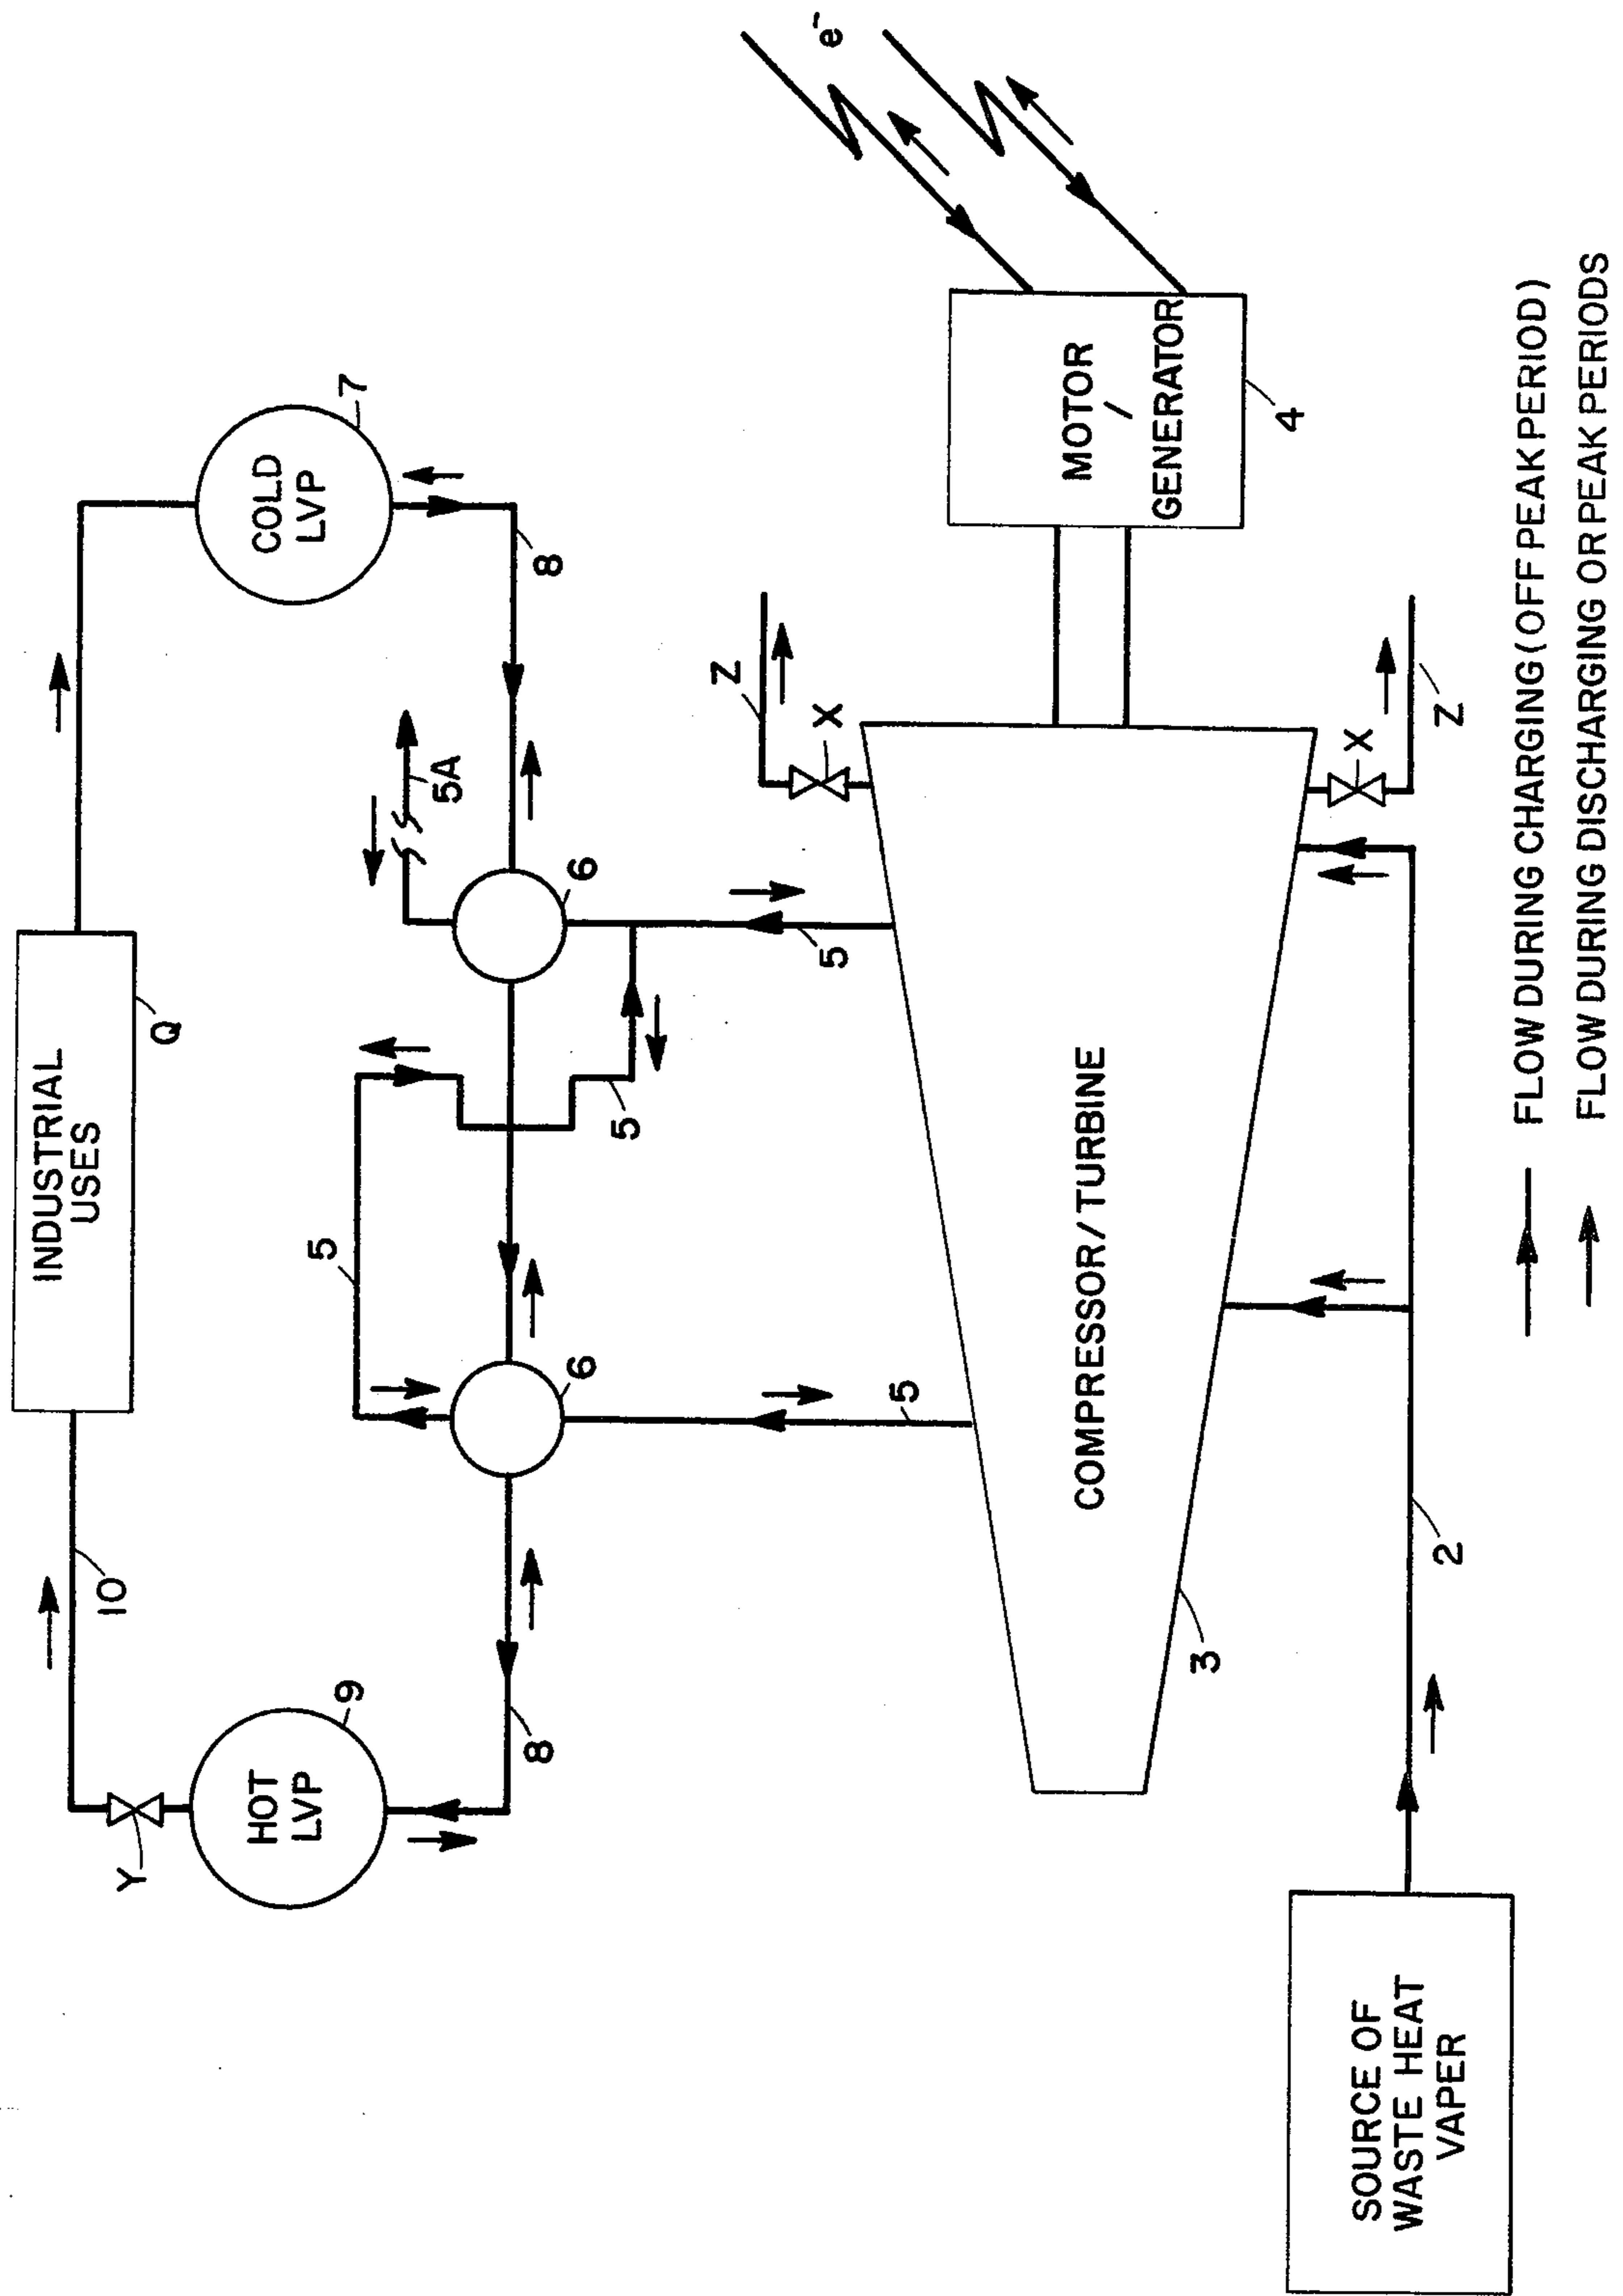 INDUSTRIAL
USES
Q
10
Y
HOT
LVP
9
COLD
LVP
7
8
8
5
5
5
5
5A
6
6
COMPRESSOR/TURBINE
3
X
Z
X
Z
MOTOR
/
GENERATOR
4
e⁻
2
SOURCE OF
WASTE HEAT
VAPER
FLOW DURING CHARGING (OFF PEAK PERIOD)
FLOW DURING DISCHARGING OR PEAK PERIODS